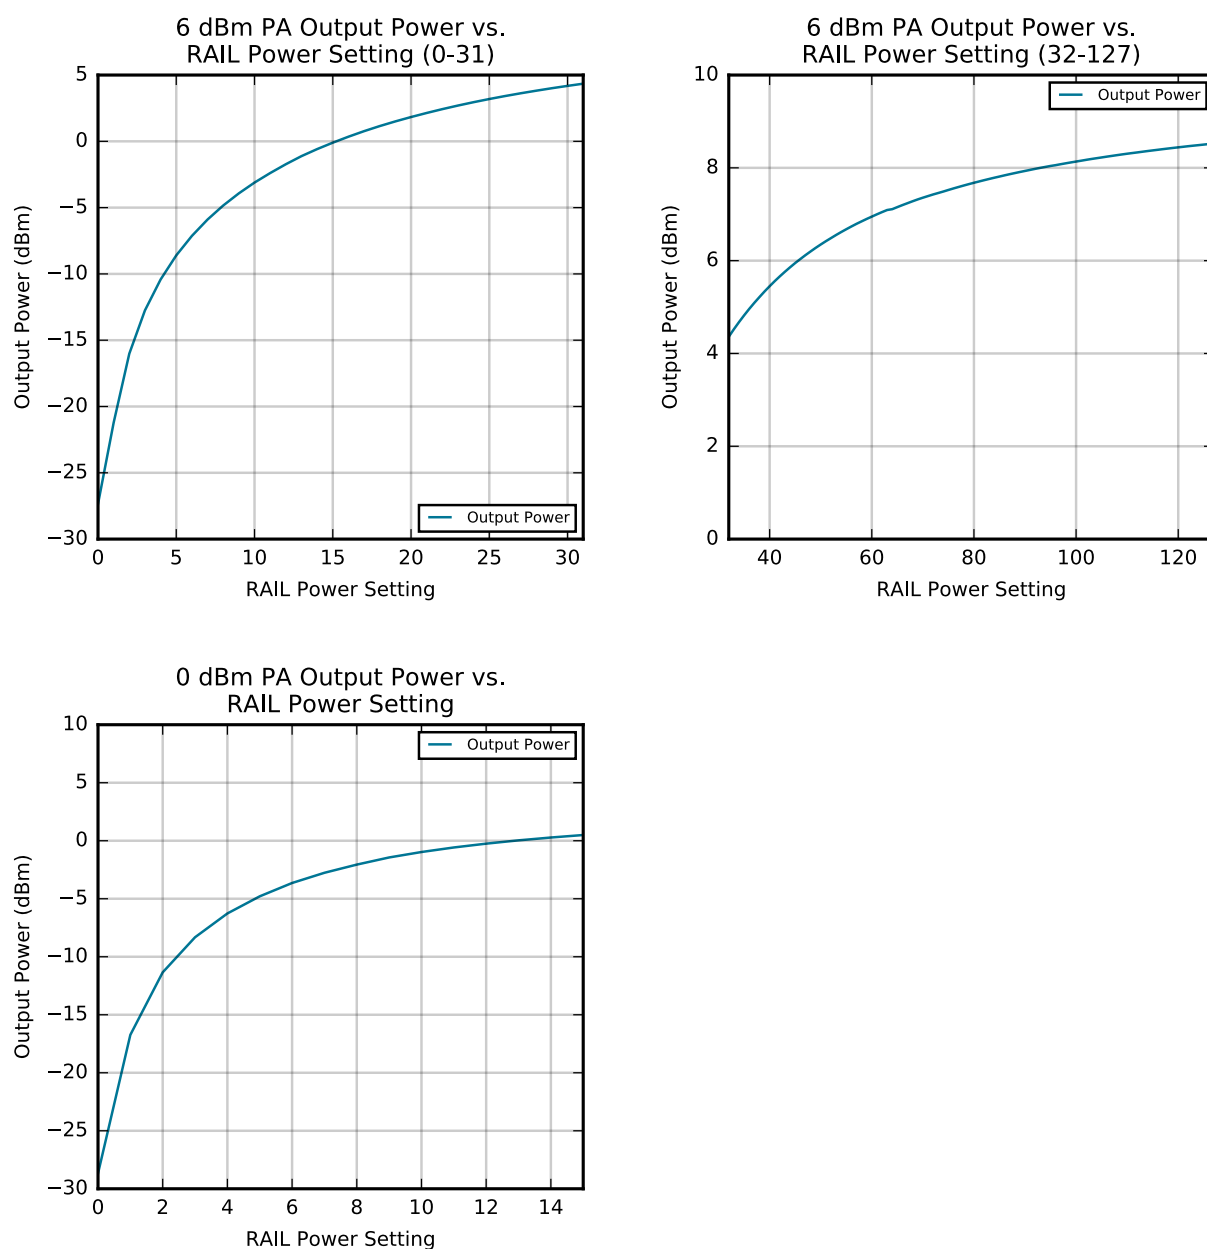 6 dBm PA Output Power vs.
RAIL Power Setting (0-31)
5
0
−5
−10
−15
−20
−25
−30
Output Power (dBm)
Output Power
0 5 10 15 20 25 30
RAIL Power Setting
6 dBm PA Output Power vs.
RAIL Power Setting (32-127)
10
8
6
4
2
0
Output Power (dBm)
Output Power
40 60 80 100 120
RAIL Power Setting
0 dBm PA Output Power vs.
RAIL Power Setting
10
5
0
−5
−10
−15
−20
−25
−30
Output Power (dBm)
Output Power
0 2 4 6 8 10 12 14
RAIL Power Setting